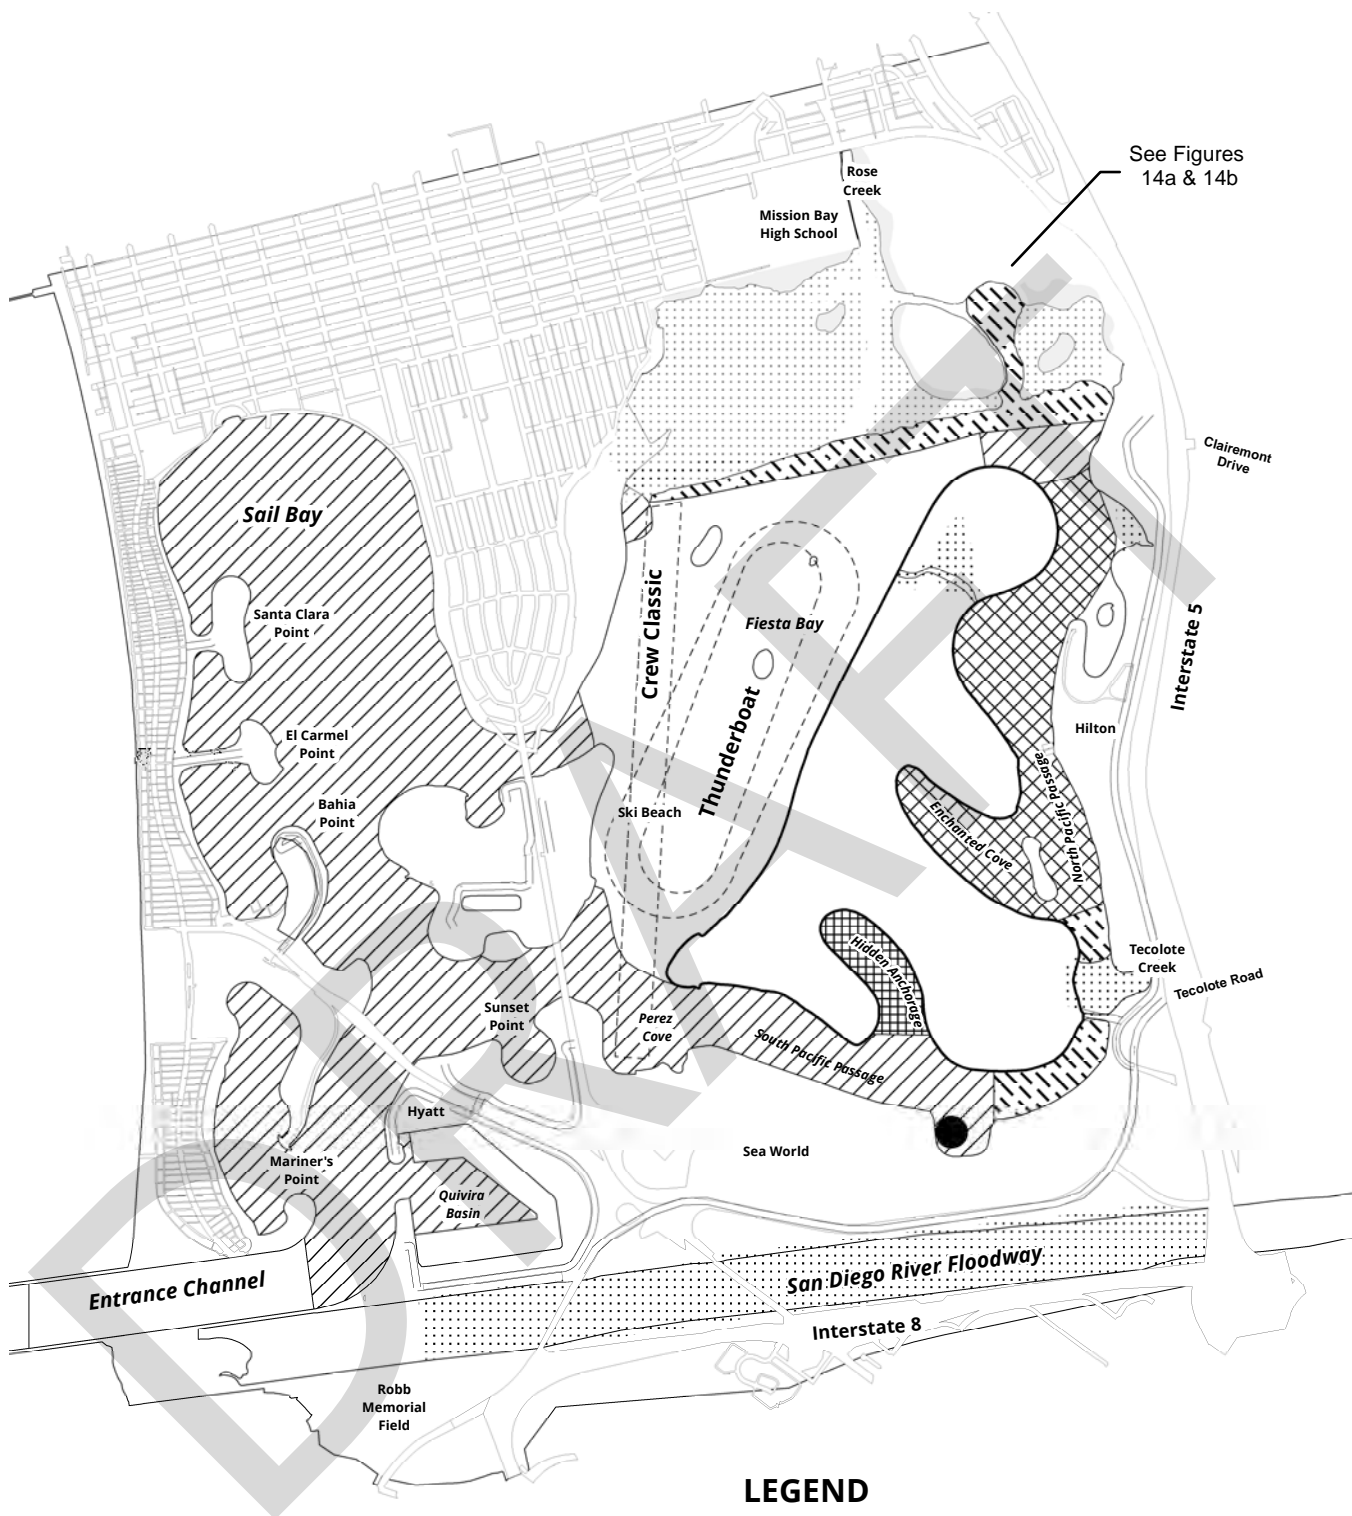 See Figures
14a & 14b
Rose
Creek
Mission Bay
High School
Clairemont
Drive
Sail Bay
Santa Clara
Point
Crew Classic
Fiesta Bay
Interstate 5
El Carmel
Point
Hilton
Thunderboat
North Pacific Passage
Bahia
Point
Ski Beach
Enchanted Cove
Hidden Anchorage
Tecolote
Creek
Tecolote Road
Sunset
Point
Perez
Cove
South Pacific Passage
Hyatt
Sea World
Mariner's
Point
Quivira
Basin
Entrance Channel
San Diego River Floodway
Interstate 8
Robb
Memorial
Field
LEGEND
DRAFT